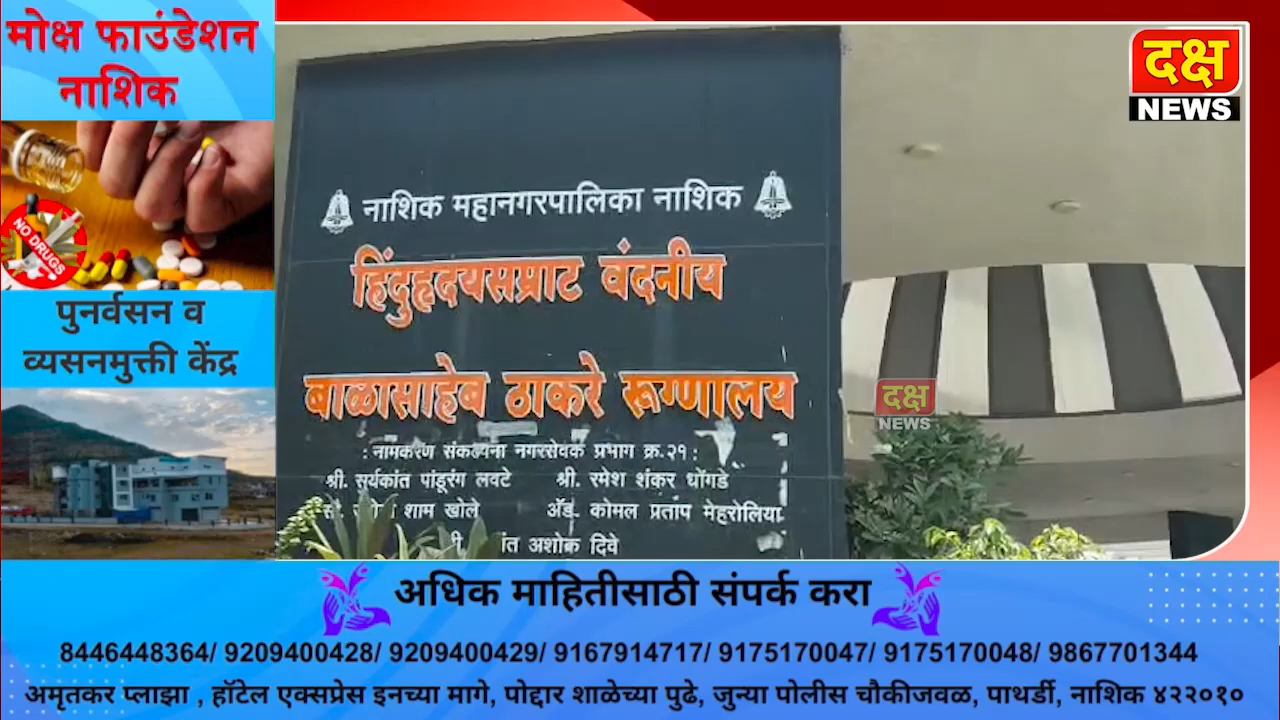 मोक्ष फाउंडेशन
नाशिक
NO DRUGS
पुनर्वसन व
व्यसनमुक्ती केंद्र
दक्ष
NEWS
नाशिक महानगरपालिका नाशिक
हिंदुहृदयसम्राट वंदनीय
बाळासाहेब ठाकरे रूग्णालय
: नामकरण संकल्पना नगरसेवक प्रभाग क्र.२१ :
श्री. सुर्यकांत पांडूरंग लवटे श्री. रमेश शंकर धोंगडे
शाम खोले अॅड. कोमल प्रताप मेहरोलिया
अशोक दिवे
दक्ष
NEWS
अधिक माहितीसाठी संपर्क करा
8446448364/ 9209400428/ 9209400429/ 9167914717/ 9175170047/ 9175170048/ 9867701344
अमृतकर प्लाझा , हॉटेल एक्सप्रेस इनच्या मागे, पोद्दार शाळेच्या पुढे, जुन्या पोलीस चौकीजवळ, पाथर्डी, नाशिक ४२२०१०